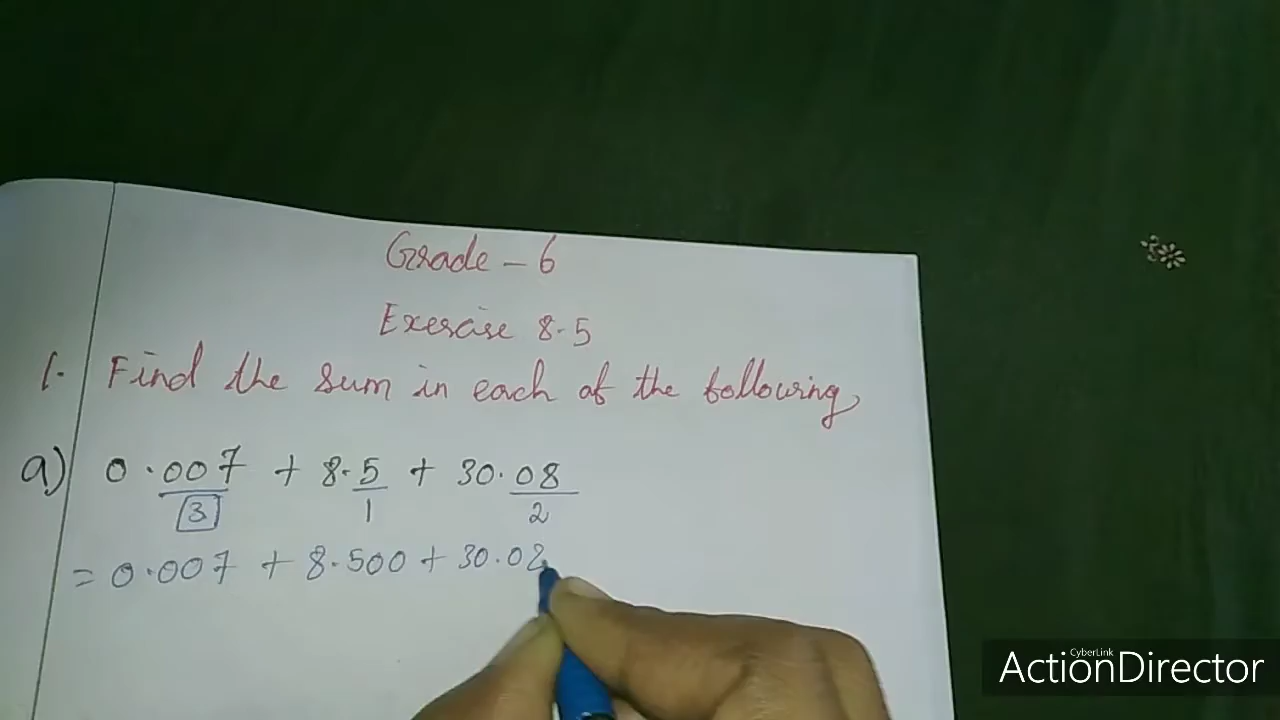 Grade - 6
Exercise 8.5
1. Find the sum in each of the following
a) 0.007 + 8.5 + 30.08
3 1 2
= 0.007 + 8.500 + 30.08
CyberLink
ActionDirector